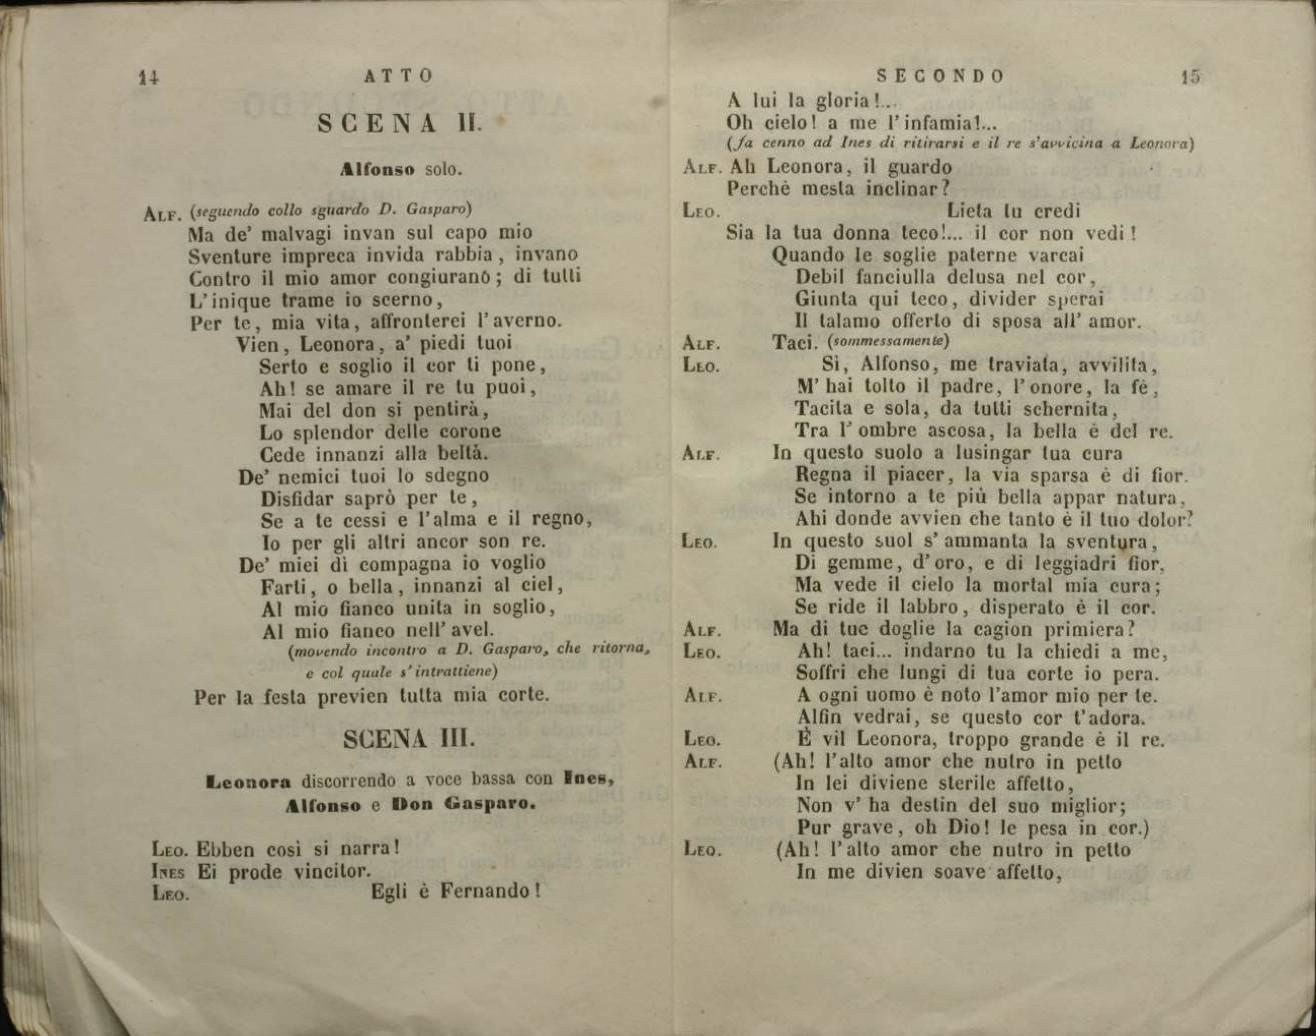 14
ATTO
SCENA II.
Alfonso solo.
ALF. (seguendo collo sguardo D. Gasparo)
Ma de' malvagi invan sul capo mio
Sventure impreca invida rabbia, invano
Contro il mio amor congiurano; di tutti
L'inique trame io scerno,
Per te, mia vita, affronterei l'averno.
Vien, Leonora, a' piedi tuoi
Serto e soglio il cor ti pone,
Ah! se amare il re tu puoi,
Mai del don si pentirà,
Lo splendor delle corone
Cede innanzi alla beltà.
De' nemici tuoi lo sdegno
Disfidar saprò per te,
Se a te cessi e l'alma e il regno,
Io per gli altri ancor son re.
De' miei dì compagna io voglio
Farti, o bella, innanzi al ciel,
Al mio fianco unita in soglio,
Al mio fianco nell' avel.
(movendo incontro a D. Gasparo, che ritorna,
e col quale s'intrattiene)
Per la festa previen tutta mia corte.
SCENA III.
Leonora discorrendo a voce bassa con Ines,
Alfonso e Don Gasparo.
LEO. Ebben così si narra!
INES Ei prode vincitor.
LEO. Egli è Fernando!
SECONDO
15
A lui la gloria!...
Oh cielo! a me l'infamia!...
(fa cenno ad Ines di ritirarsi e il re s'avvicina a Leonora)
ALF. Ah Leonora, il guardo
Perchè mesta inclinar?
LEO. Lieta tu credi
Sia la tua donna teco!... il cor non vedi!
Quando le soglie paterne varcai
Debil fanciulla delusa nel cor,
Giunta qui teco, divider sperai
Il talamo offerto di sposa all' amor.
ALF. Taci. (sommessamente)
LEO. Sì, Alfonso, me traviata, avvilita,
M' hai tolto il padre, l'onore, la fè,
Tacita e sola, da tutti schernita,
Tra l' ombre ascosa, la bella è del re.
ALF. In questo suolo a lusingar tua cura
Regna il piacer, la via sparsa è di fior.
Se intorno a te più bella appar natura,
Ahi donde avvien che tanto è il tuo dolor?
LEO. In questo suol s' ammanta la sventura,
Di gemme, d'oro, e di leggiadri fior,
Ma vede il cielo la mortal mia cura;
Se ride il labbro, disperato è il cor.
ALF. Ma di tue doglie la cagion primiera?
LEO. Ah! taci... indarno tu la chiedi a me,
Soffri che lungi di tua corte io pera.
ALF. A ogni uomo è noto l'amor mio per te.
Alfin vedrai, se questo cor t'adora.
LEO. È vil Leonora, troppo grande è il re.
ALF. (Ah! l'alto amor che nutro in petto
In lei diviene sterile affetto,
Non v' ha destin del suo miglior;
Pur grave, oh Dio! le pesa in cor.)
LEO. (Ah! l'alto amor che nutro in petto
In me divien soave affetto,